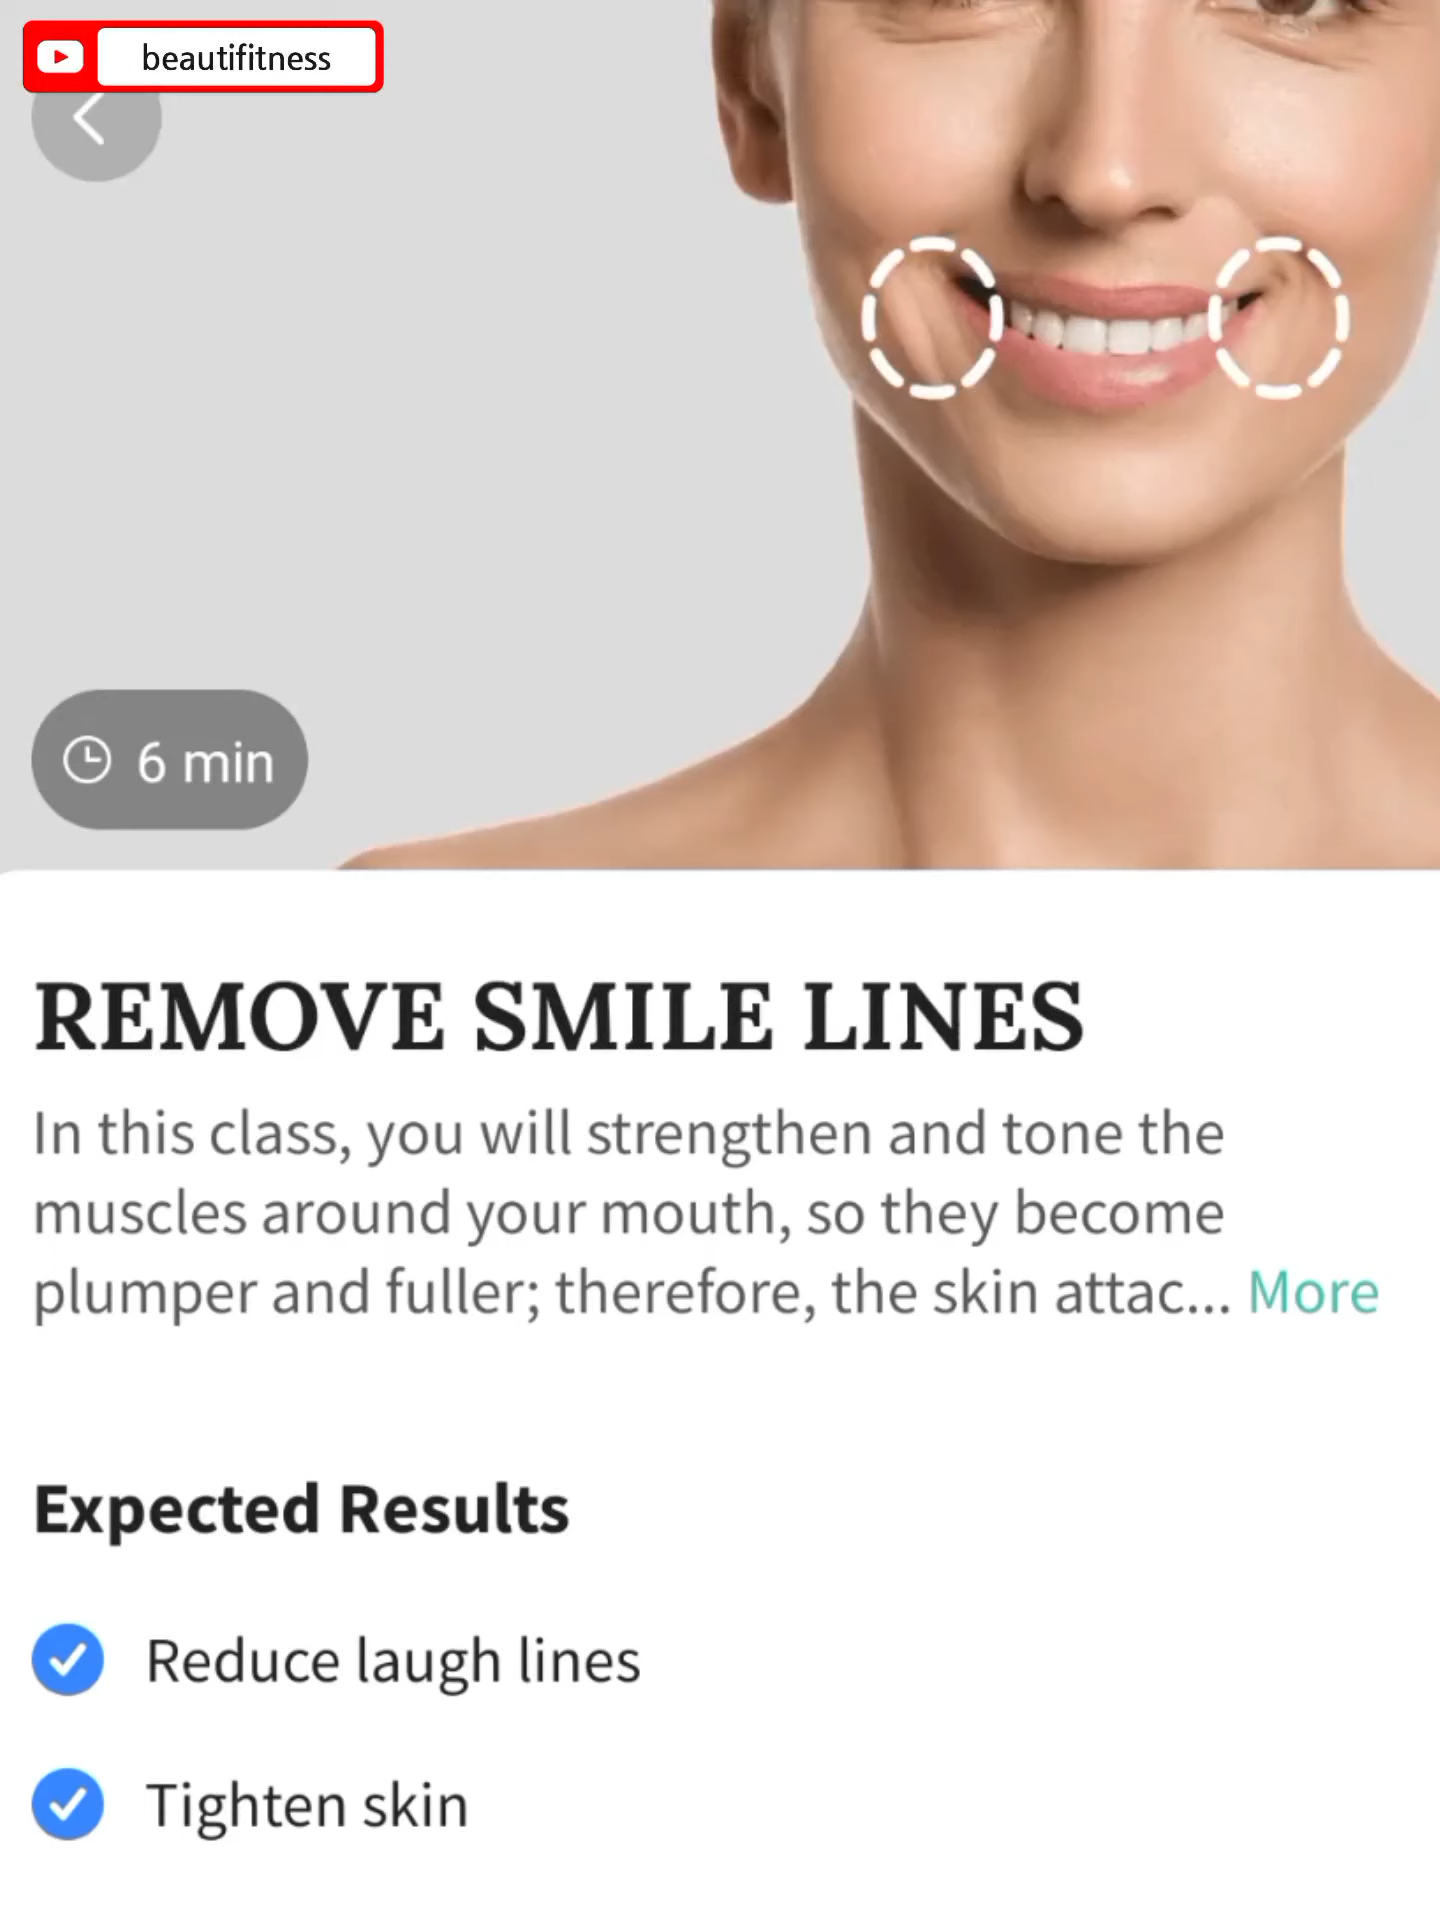 beautifitness
6 min
REMOVE SMILE LINES
In this class, you will strengthen and tone the
muscles around your mouth, so they become
plumper and fuller; therefore, the skin attac... More
Expected Results
Reduce laugh lines
Tighten skin